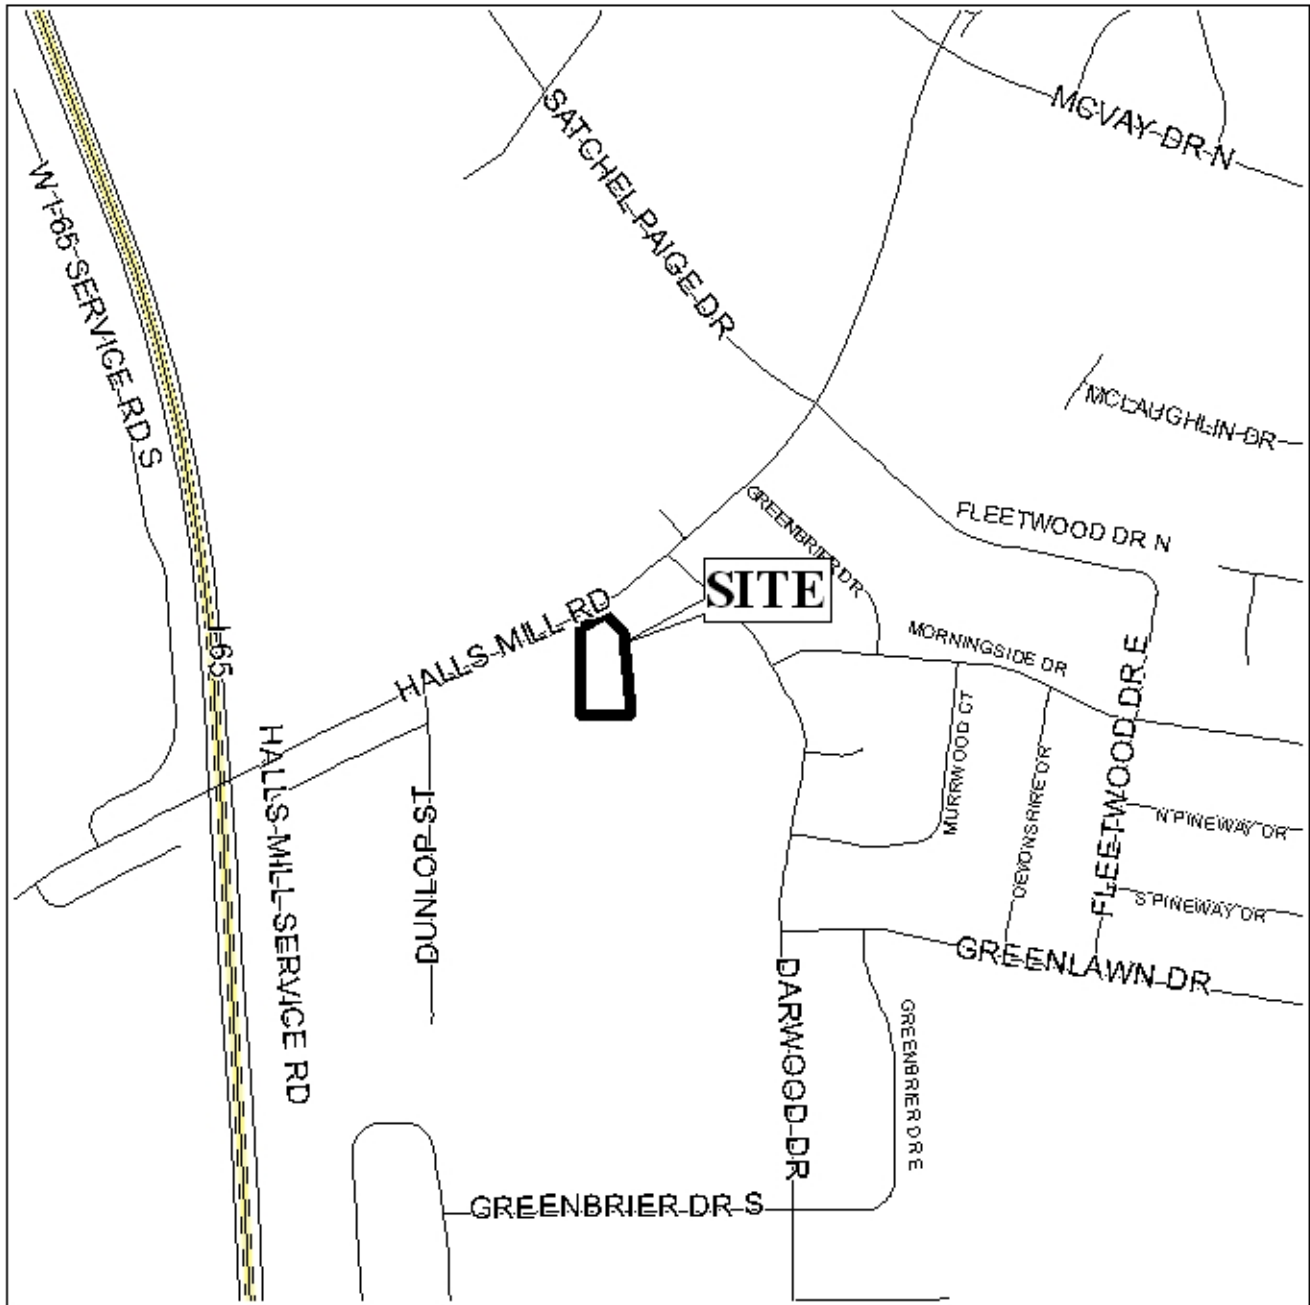 MCVAY DR N
SATCHEL PAIGE DR
W I-65 SERVICE RD S
MCLAUGHLIN DR
GREENBRIER DR
FLEETWOOD DR N
SITE
HALLS MILL RD
I-65
MORNINGSIDE DR
FLEETWOOD DR E
MURRWOOD CT
HALLS MILL SERVICE RD
DEVONSRIRE DR
DUNLOP ST
N PINEWAY DR
S PINEWAY DR
GREENLAWN DR
DARWOOD DR
GREENBRIER DR E
GREENBRIER DR S